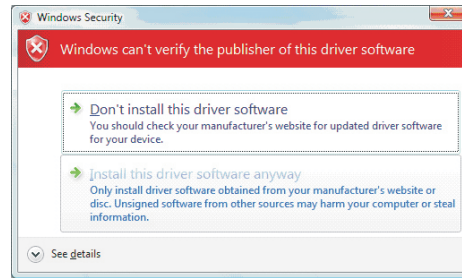 Windows Security
Windows can't verify the publisher of this driver software
Don't install this driver software
You should check your manufacturer's website for updated driver software
for your device.
Install this driver software anyway
Only install driver software obtained from your manufacturer's website or
disc. Unsigned software from other sources may harm your computer or steal
information.
See details